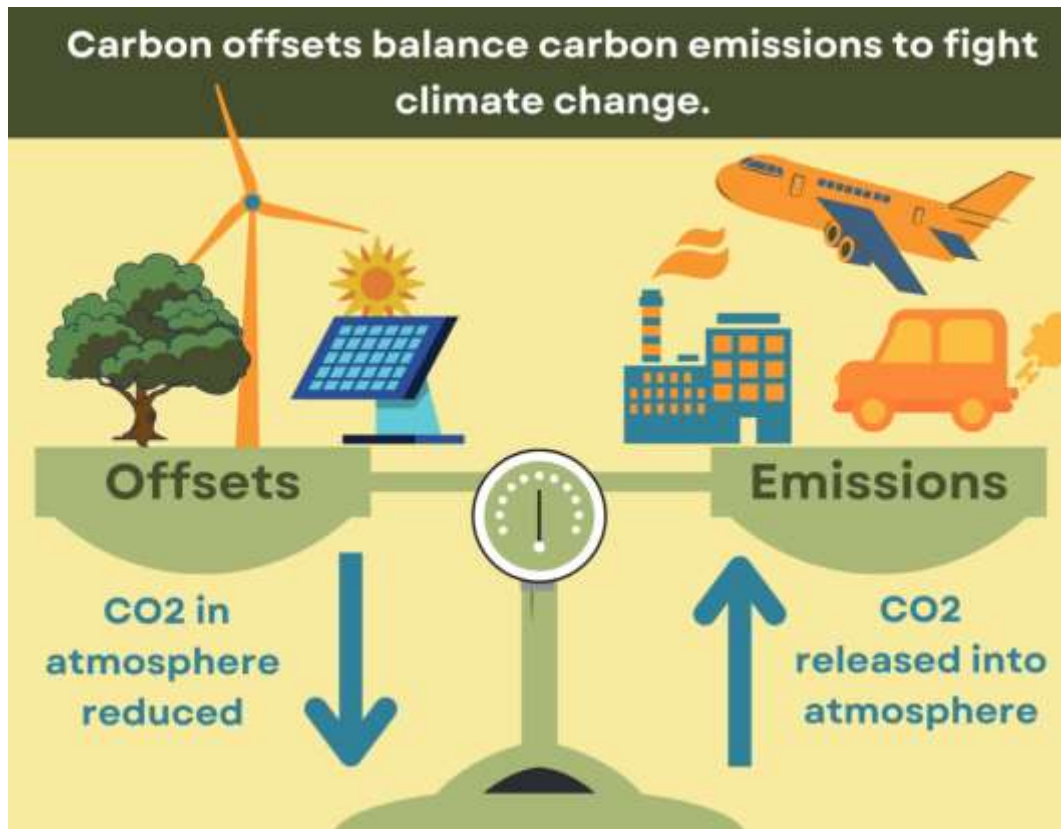 Carbon offsets balance carbon emissions to fight
climate change.
Offsets
Emissions
CO2 in
atmosphere
reduced
CO2
released into
atmosphere